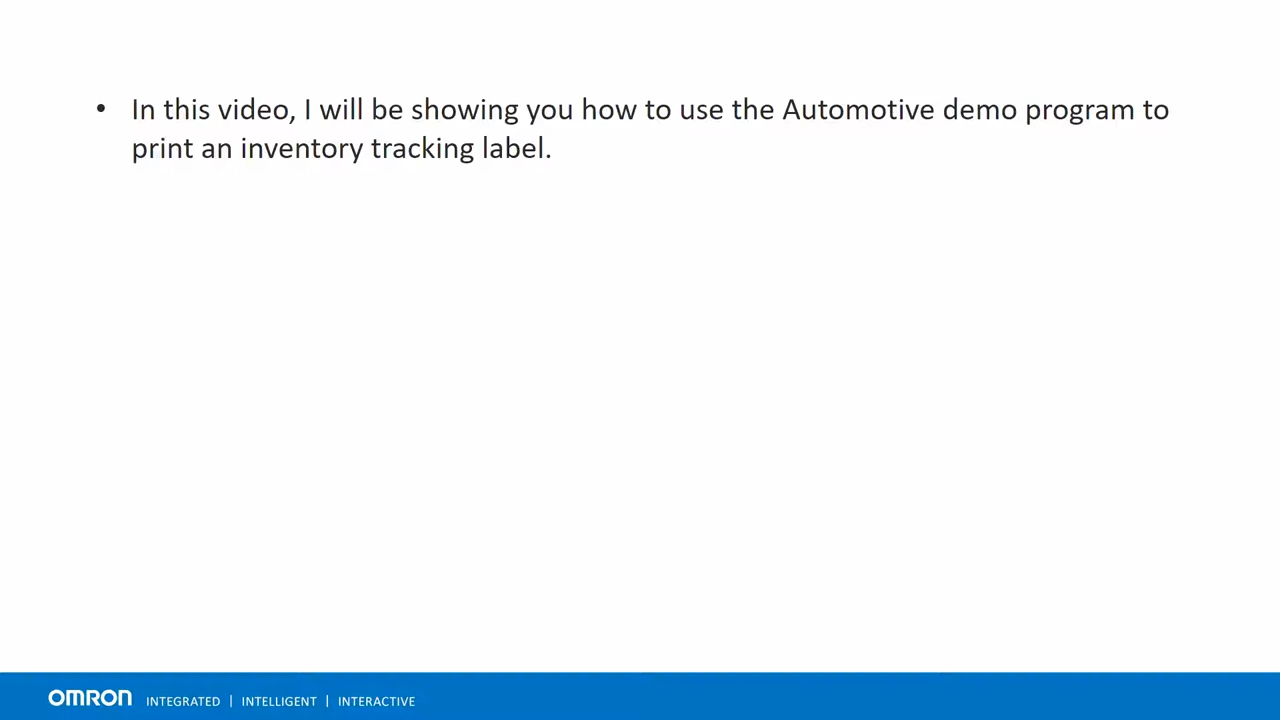 • In this video, I will be showing you how to use the Automotive demo program to
print an inventory tracking label.
OMRON INTEGRATED | INTELLIGENT | INTERACTIVE